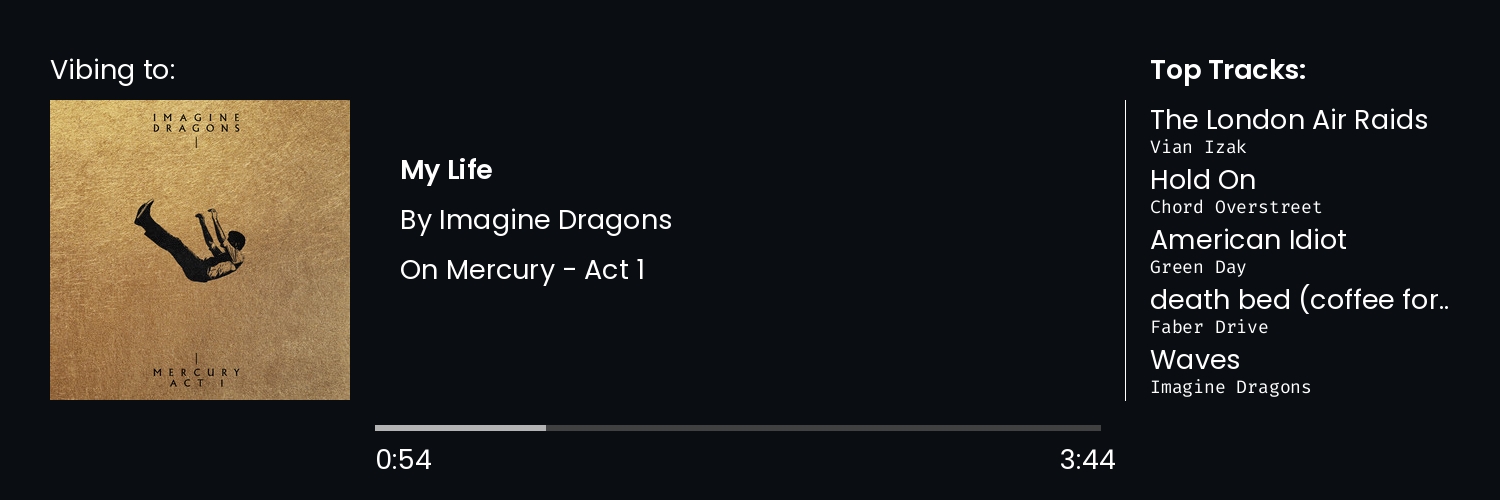 Vibing to:
IMAGINE
DRAGONS
MERCURY
ACT I
My Life
By Imagine Dragons
On Mercury - Act 1
0:54
3:44
Top Tracks:
The London Air Raids
Vian Izak
Hold On
Chord Overstreet
American Idiot
Green Day
death bed (coffee for..
Faber Drive
Waves
Imagine Dragons